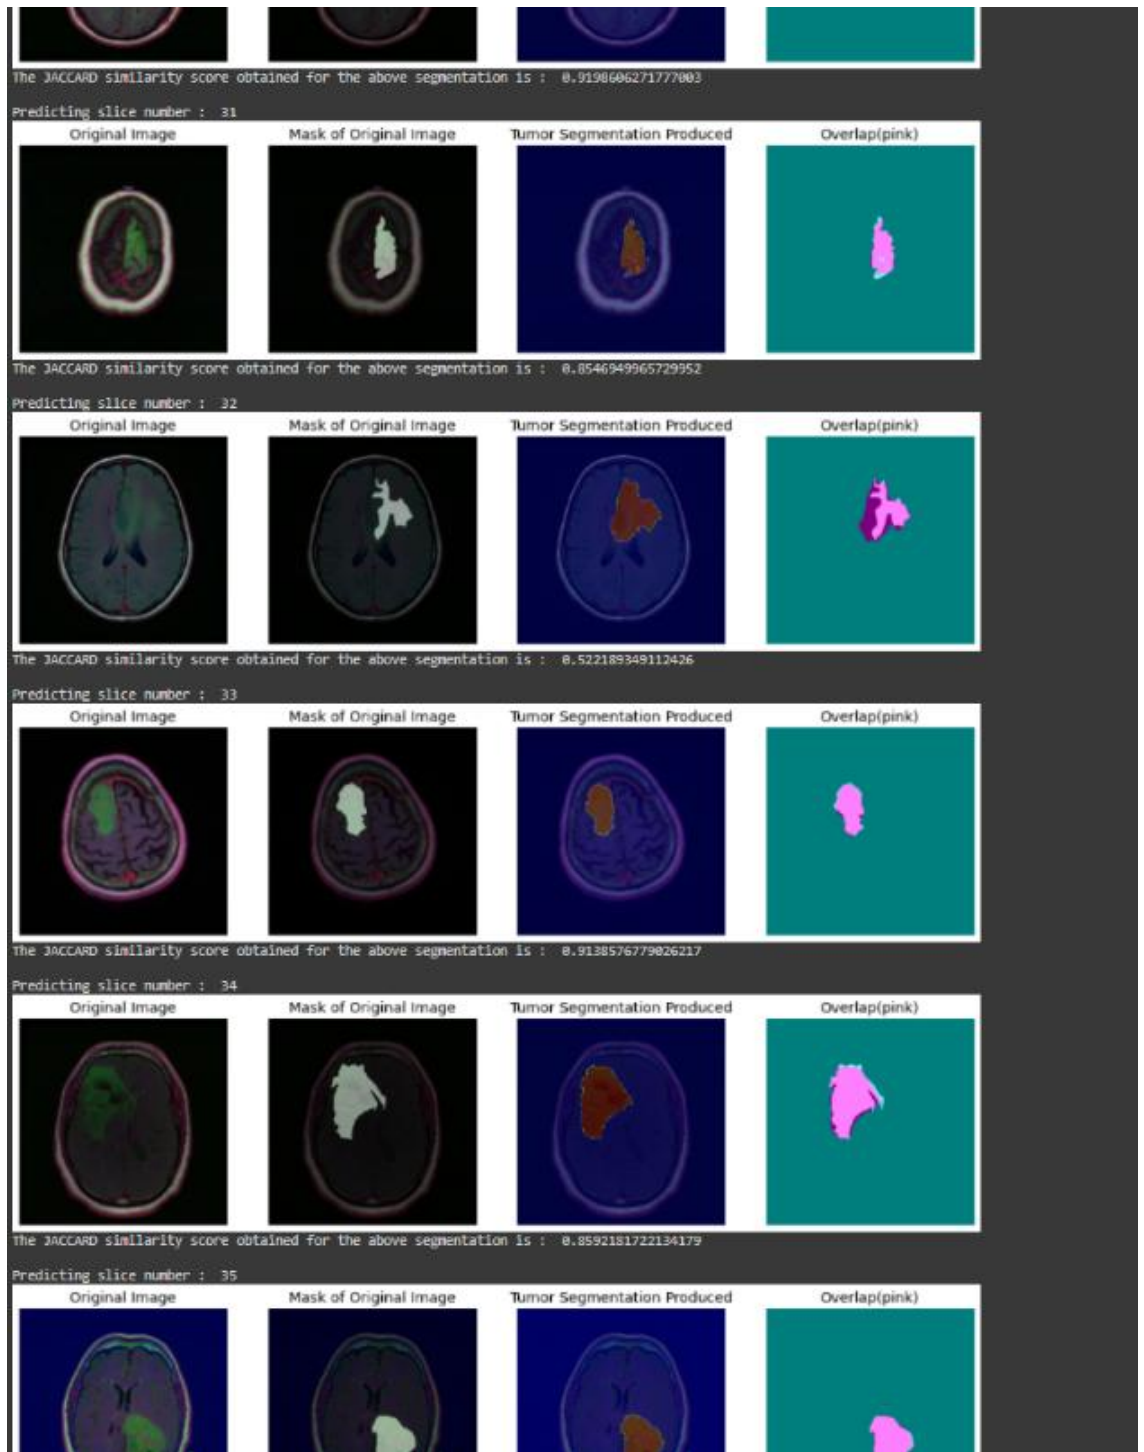 The JACCARD similarity score obtained for the above segmentation is :  0.9198606271777003
Predicting slice number :  31
Original Image Mask of Original Image Tumor Segmentation Produced Overlap(pink)
The JACCARD similarity score obtained for the above segmentation is :  0.8546949965729952
Predicting slice number :  32
Original Image Mask of Original Image Tumor Segmentation Produced Overlap(pink)
The JACCARD similarity score obtained for the above segmentation is :  0.522189349112426
Predicting slice number :  33
Original Image Mask of Original Image Tumor Segmentation Produced Overlap(pink)
The JACCARD similarity score obtained for the above segmentation is :  0.9138576779026217
Predicting slice number :  34
Original Image Mask of Original Image Tumor Segmentation Produced Overlap(pink)
The JACCARD similarity score obtained for the above segmentation is :  0.8592181722134179
Predicting slice number :  35
Original Image Mask of Original Image Tumor Segmentation Produced Overlap(pink)